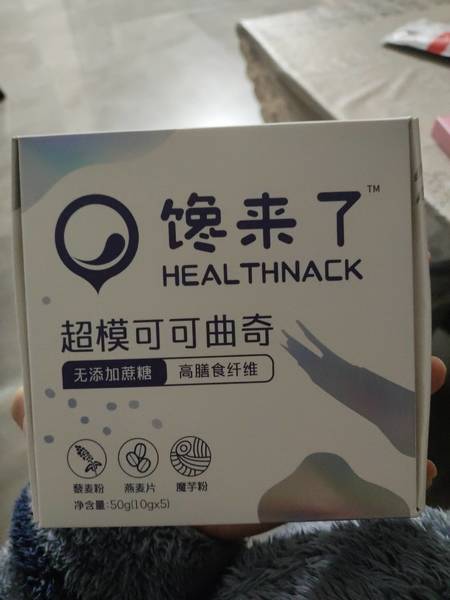 馋来了™
HEALTHNACK
超模可可曲奇
无添加蔗糖 高膳食纤维
藜麦粉 燕麦片 魔芋粉
净含量:50g(10gx5)